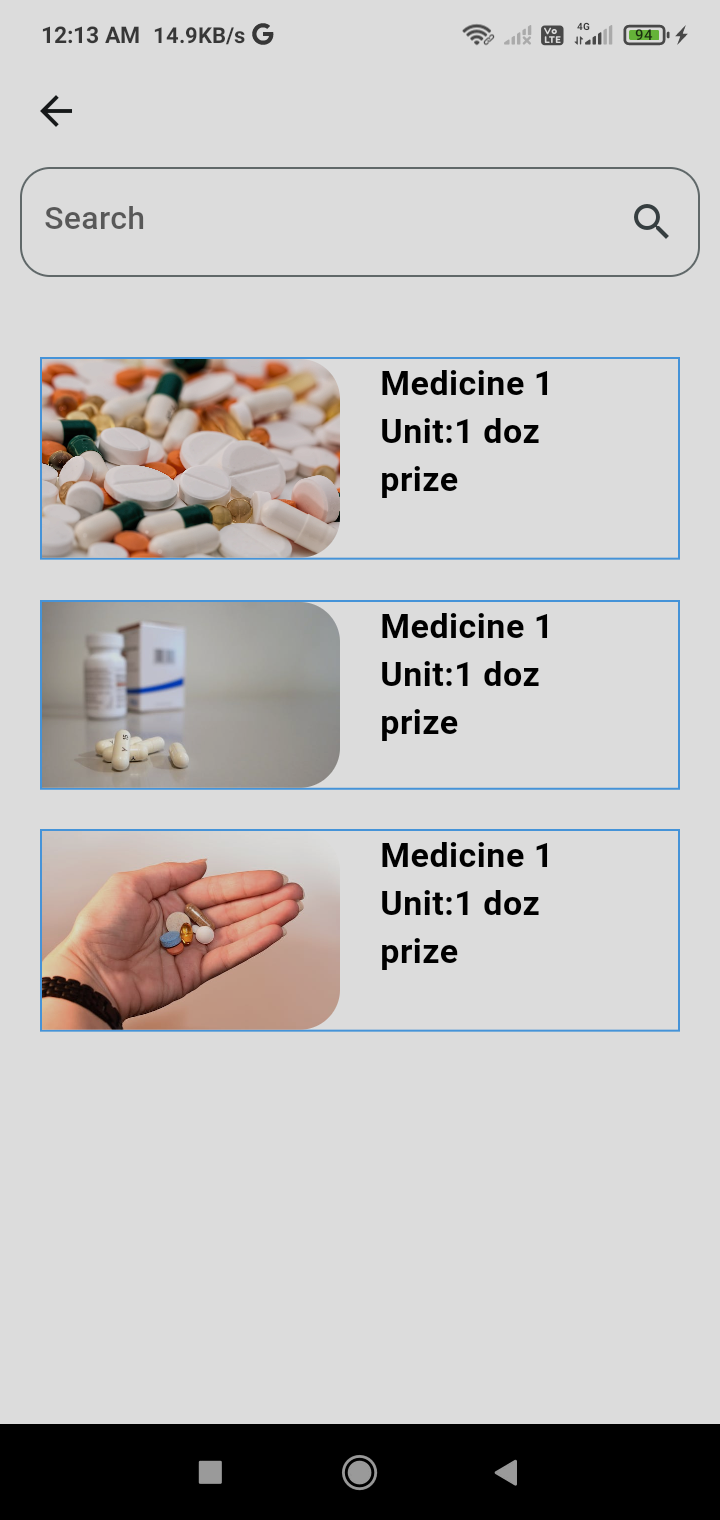 12:13 AM 14.9KB/s G
Vo LTE 4G 94
Search
Medicine 1
Unit:1 doz
prize
Medicine 1
Unit:1 doz
prize
Medicine 1
Unit:1 doz
prize